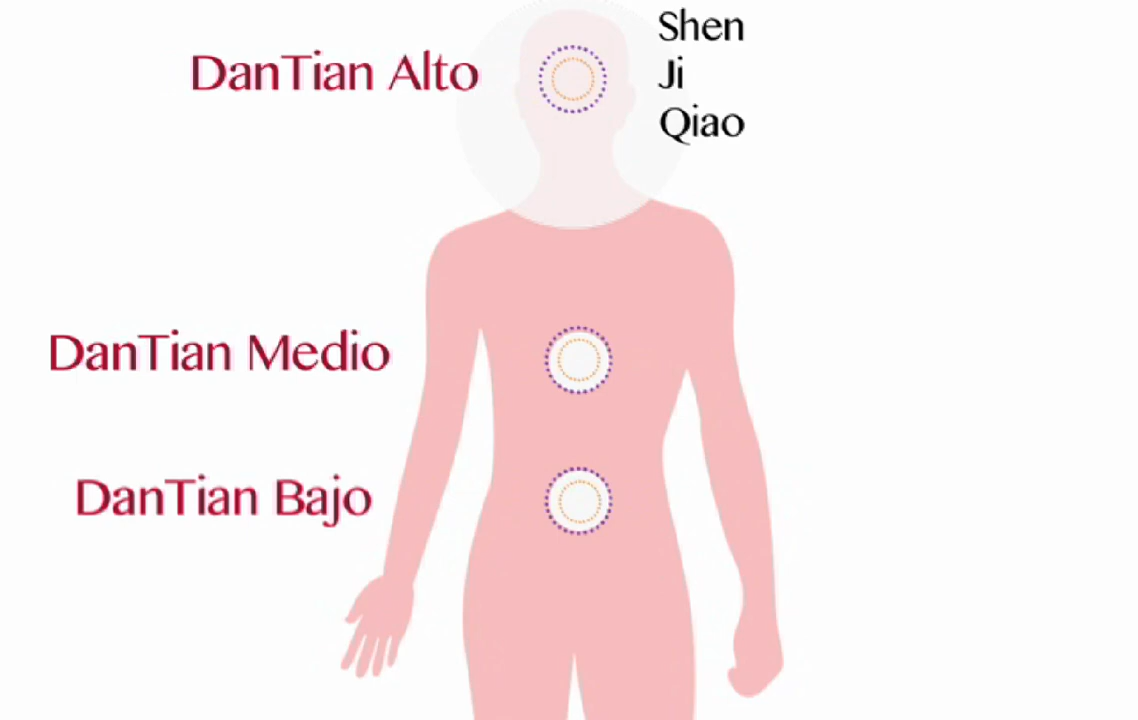 DanTian Alto
Shen
Ji
Qiao
DanTian Medio
DanTian Bajo